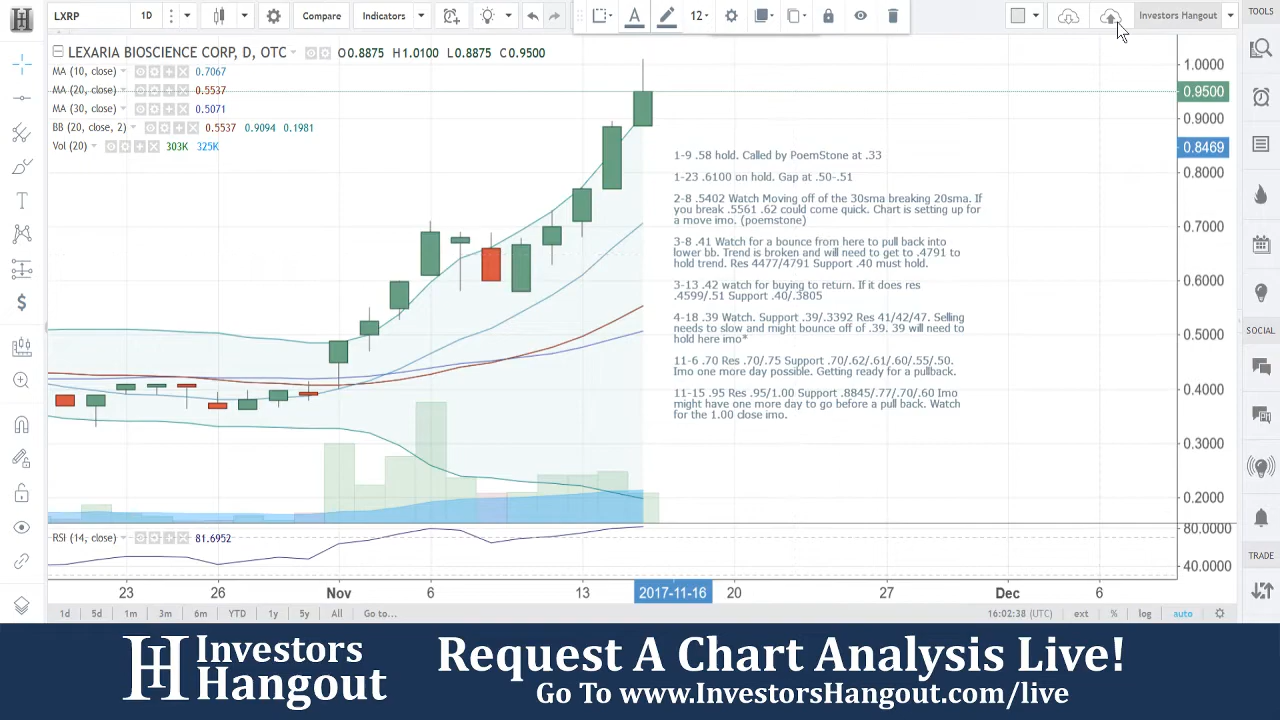 LXRP 1D Compare Indicators 12 Investors Hangout TOOLS
LEXARIA BIOSCIENCE CORP, D, OTC O0.8875 H1.0100 L0.8875 C0.9500
MA (10, close) 0.7067
MA (20, close) 0.5537
MA (30, close) 0.5071
BB (20, close, 2) 0.5537 0.9094 0.1981
Vol (20) 303K 325K
1.0000
0.9500
0.9000
0.8469
0.8000
0.7000
0.6000
0.5000
0.4000
0.3000
0.2000
1-9 .58 hold. Called by PoemStone at .33
1-23 .6100 on hold. Gap at .50-.51
2-8 .5402 Watch Moving off of the 30sma breaking 20sma. If
you break .5561 .62 could come quick. Chart is setting up for
a move imo. (poemstone)
3-8 .41 Watch for a bounce from here to pull back into
lower bb. Trend is broken and will need to get to .4791 to
hold trend. Res 4477/4791 Support .40 must hold.
3-13 .42 watch for buying to return. If it does res
.4599/.51 Support .40/.3805
4-18 .39 Watch. Support .39/.3392 Res 41/42/47. Selling
needs to slow and might bounce off of .39. 39 will need to
hold here imo*
11-6 .70 Res .70/.75 Support .70/.62/.61/.60/.55/.50.
Imo one more day possible. Getting ready for a pullback.
11-15 .95 Res .95/1.00 Support .8845/.77/.70/.60 Imo
might have one more day to go before a pull back. Watch
for the 1.00 close imo.
SOCIAL
RSI (14, close) 81.6952
80.0000
40.0000
TRADE
23 26 Nov 6 13 2017-11-16 20 27 Dec 6
1d 5d 1m 3m 6m YTD 1y 5y All Go to... 16:02:38 (UTC) ext % log auto
Investors
Hangout
Request A Chart Analysis Live!
Go To www.InvestorsHangout.com/live